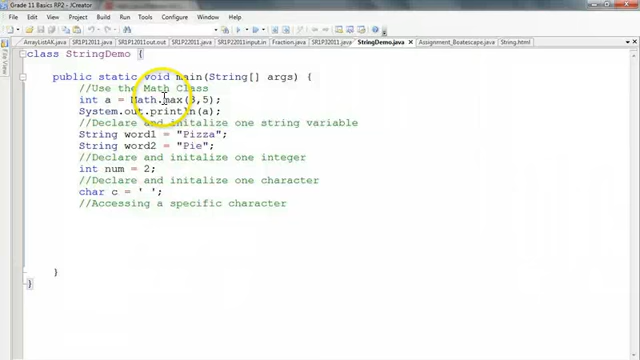 Grade 11 Basics RP2 - JCreator
File Edit View Project Build Run Tools Configure Window Help
ArrayListAK.java SR1P12011.java SR1P12011out.out SR1P22011.java SR1P22011input.in Fraction.java SR1P32011.java StringDemo.java Assignment_Boatescape.java String.html
class StringDemo {
public static void main(String[] args) {
//Use the Math Class
int a = Math.max(3,5);
System.out.println(a);
//Declare and initalize one string variable
String word1 = "Pizza";
String word2 = "Pie";
//Declare and initalize one integer
int num = 2;
//Declare and initalize one character
char c = ' ';
//Accessing a specific character
}
}